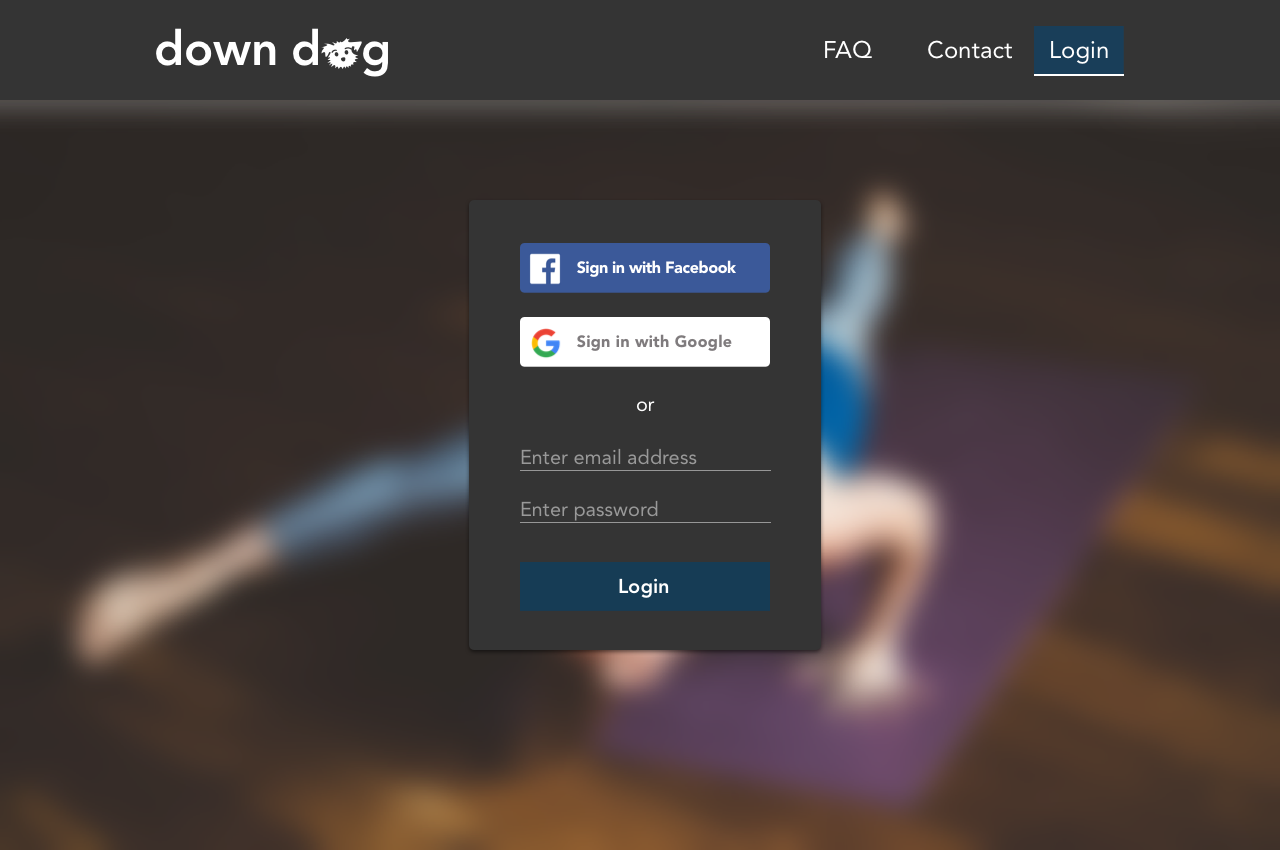 down dog
FAQ
Contact
Login
Sign in with Facebook
Sign in with Google
or
Enter email address
Enter password
Login